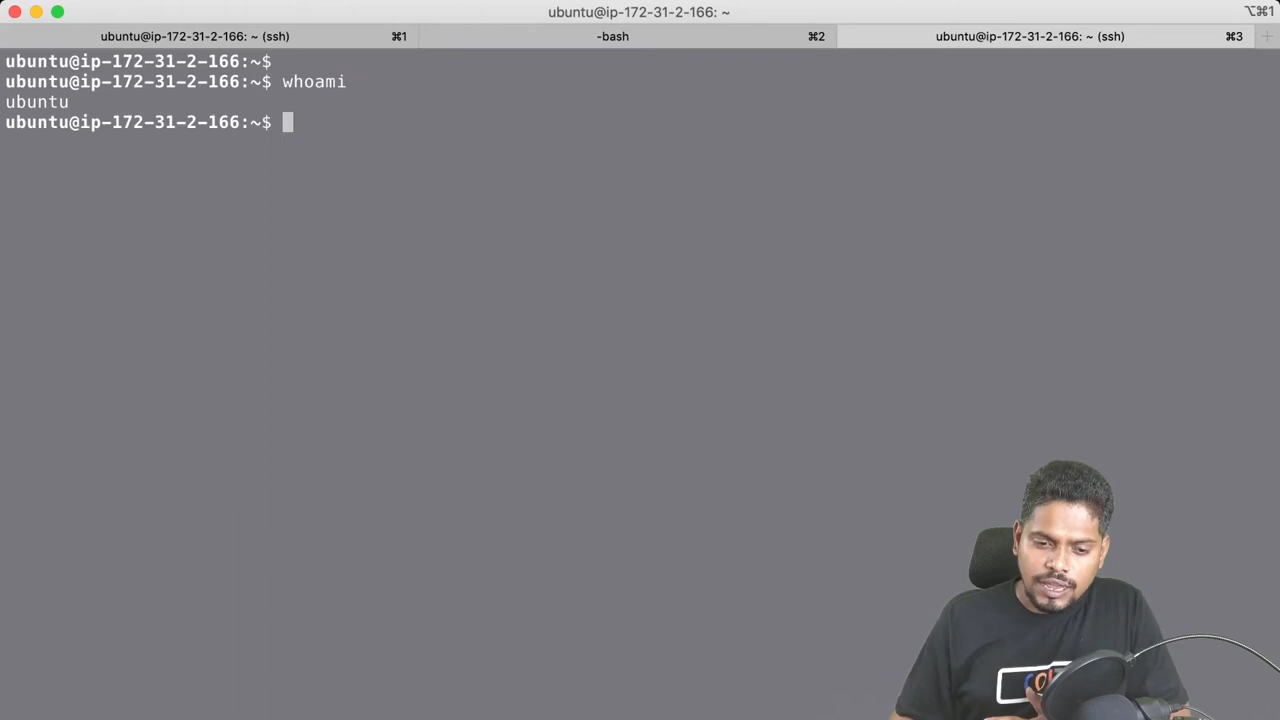 ubuntu@ip-172-31-2-166: ~
⌥⌘1
ubuntu@ip-172-31-2-166: ~ (ssh) ⌘1
-bash ⌘2
ubuntu@ip-172-31-2-166: ~ (ssh) ⌘3
ubuntu@ip-172-31-2-166:~$
ubuntu@ip-172-31-2-166:~$ whoami
ubuntu
ubuntu@ip-172-31-2-166:~$